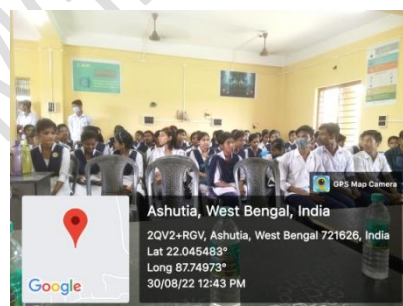 GPS Map Camera
Ashutia, West Bengal, India
2QV2+RGV, Ashutia, West Bengal 721626, India
Lat 22.045483°
Long 87.74973°
30/08/22 12:43 PM
Google